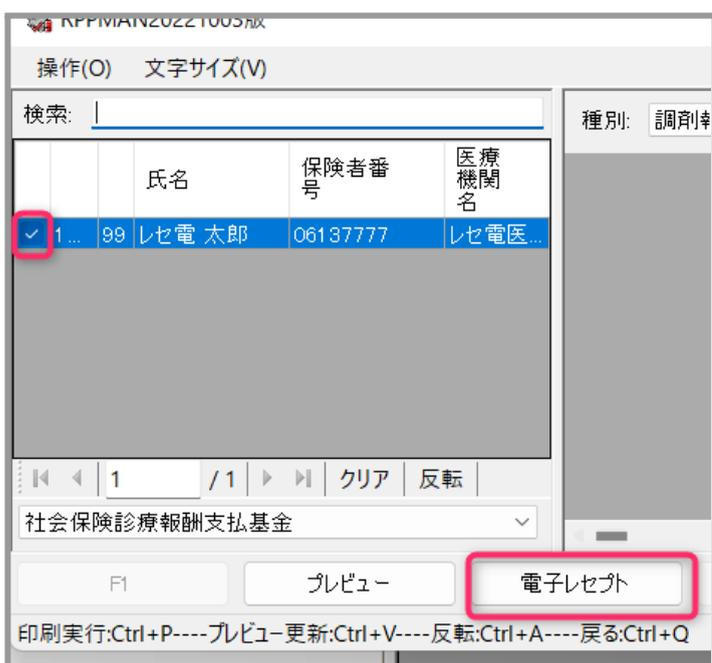 RPPMAN20221003版
操作(O) 文字サイズ(V)
検索:
種別: 調剤報
氏名 保険者番号 医療機関名
1... 99 レセ電 太郎 06137777 レセ電医...
1 / 1 クリア 反転
社会保険診療報酬支払基金
F1 プレビュー 電子レセプト
印刷実行:Ctrl+P----プレビュー更新:Ctrl+V----反転:Ctrl+A----戻る:Ctrl+Q